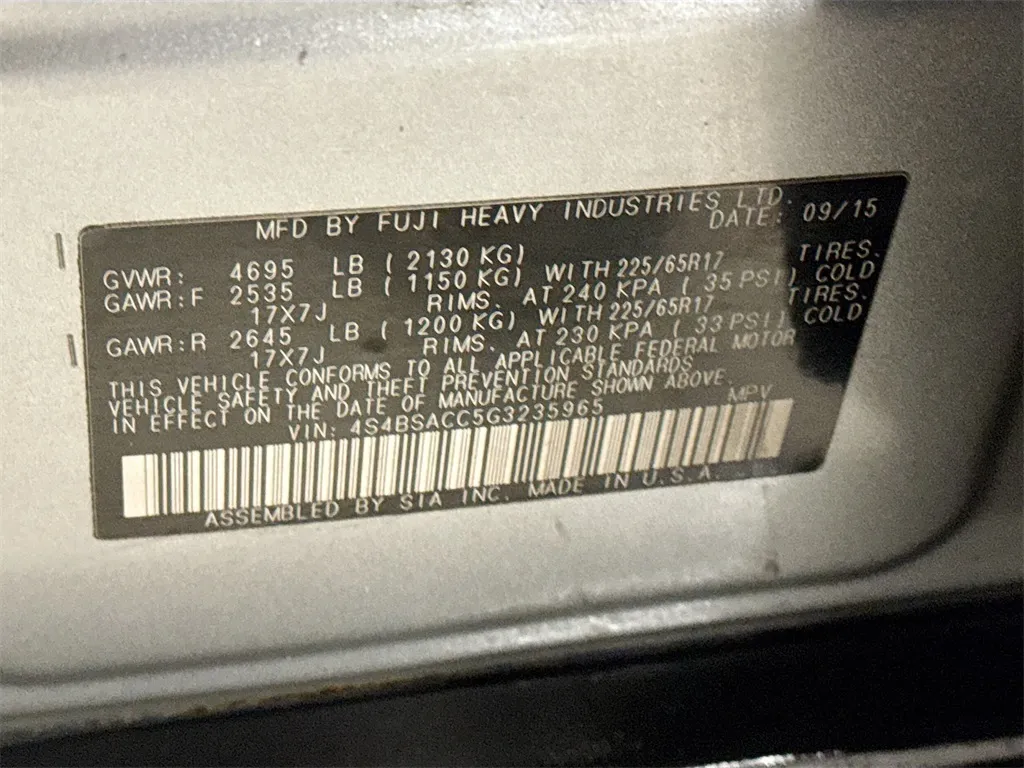 MFD BY FUJI HEAVY INDUSTRIES LTD.
DATE: 09/15
GVWR: 4695 LB ( 2130 KG)
GAWR:F 2535 LB ( 1150 KG) WITH 225/65R17 TIRES.
17X7J RIMS. AT 240 KPA ( 35 PSI) COLD
GAWR:R 2645 LB ( 1200 KG) WITH 225/65R17 TIRES.
17X7J RIMS. AT 230 KPA ( 33 PSI) COLD
THIS VEHICLE CONFORMS TO ALL APPLICABLE FEDERAL MOTOR
VEHICLE SAFETY AND THEFT PREVENTION STANDARDS
IN EFFECT ON THE DATE OF MANUFACTURE SHOWN ABOVE.
VIN: 4S4BSACC5G3235965 MPV
ASSEMBLED BY SIA INC. MADE IN U.S.A.